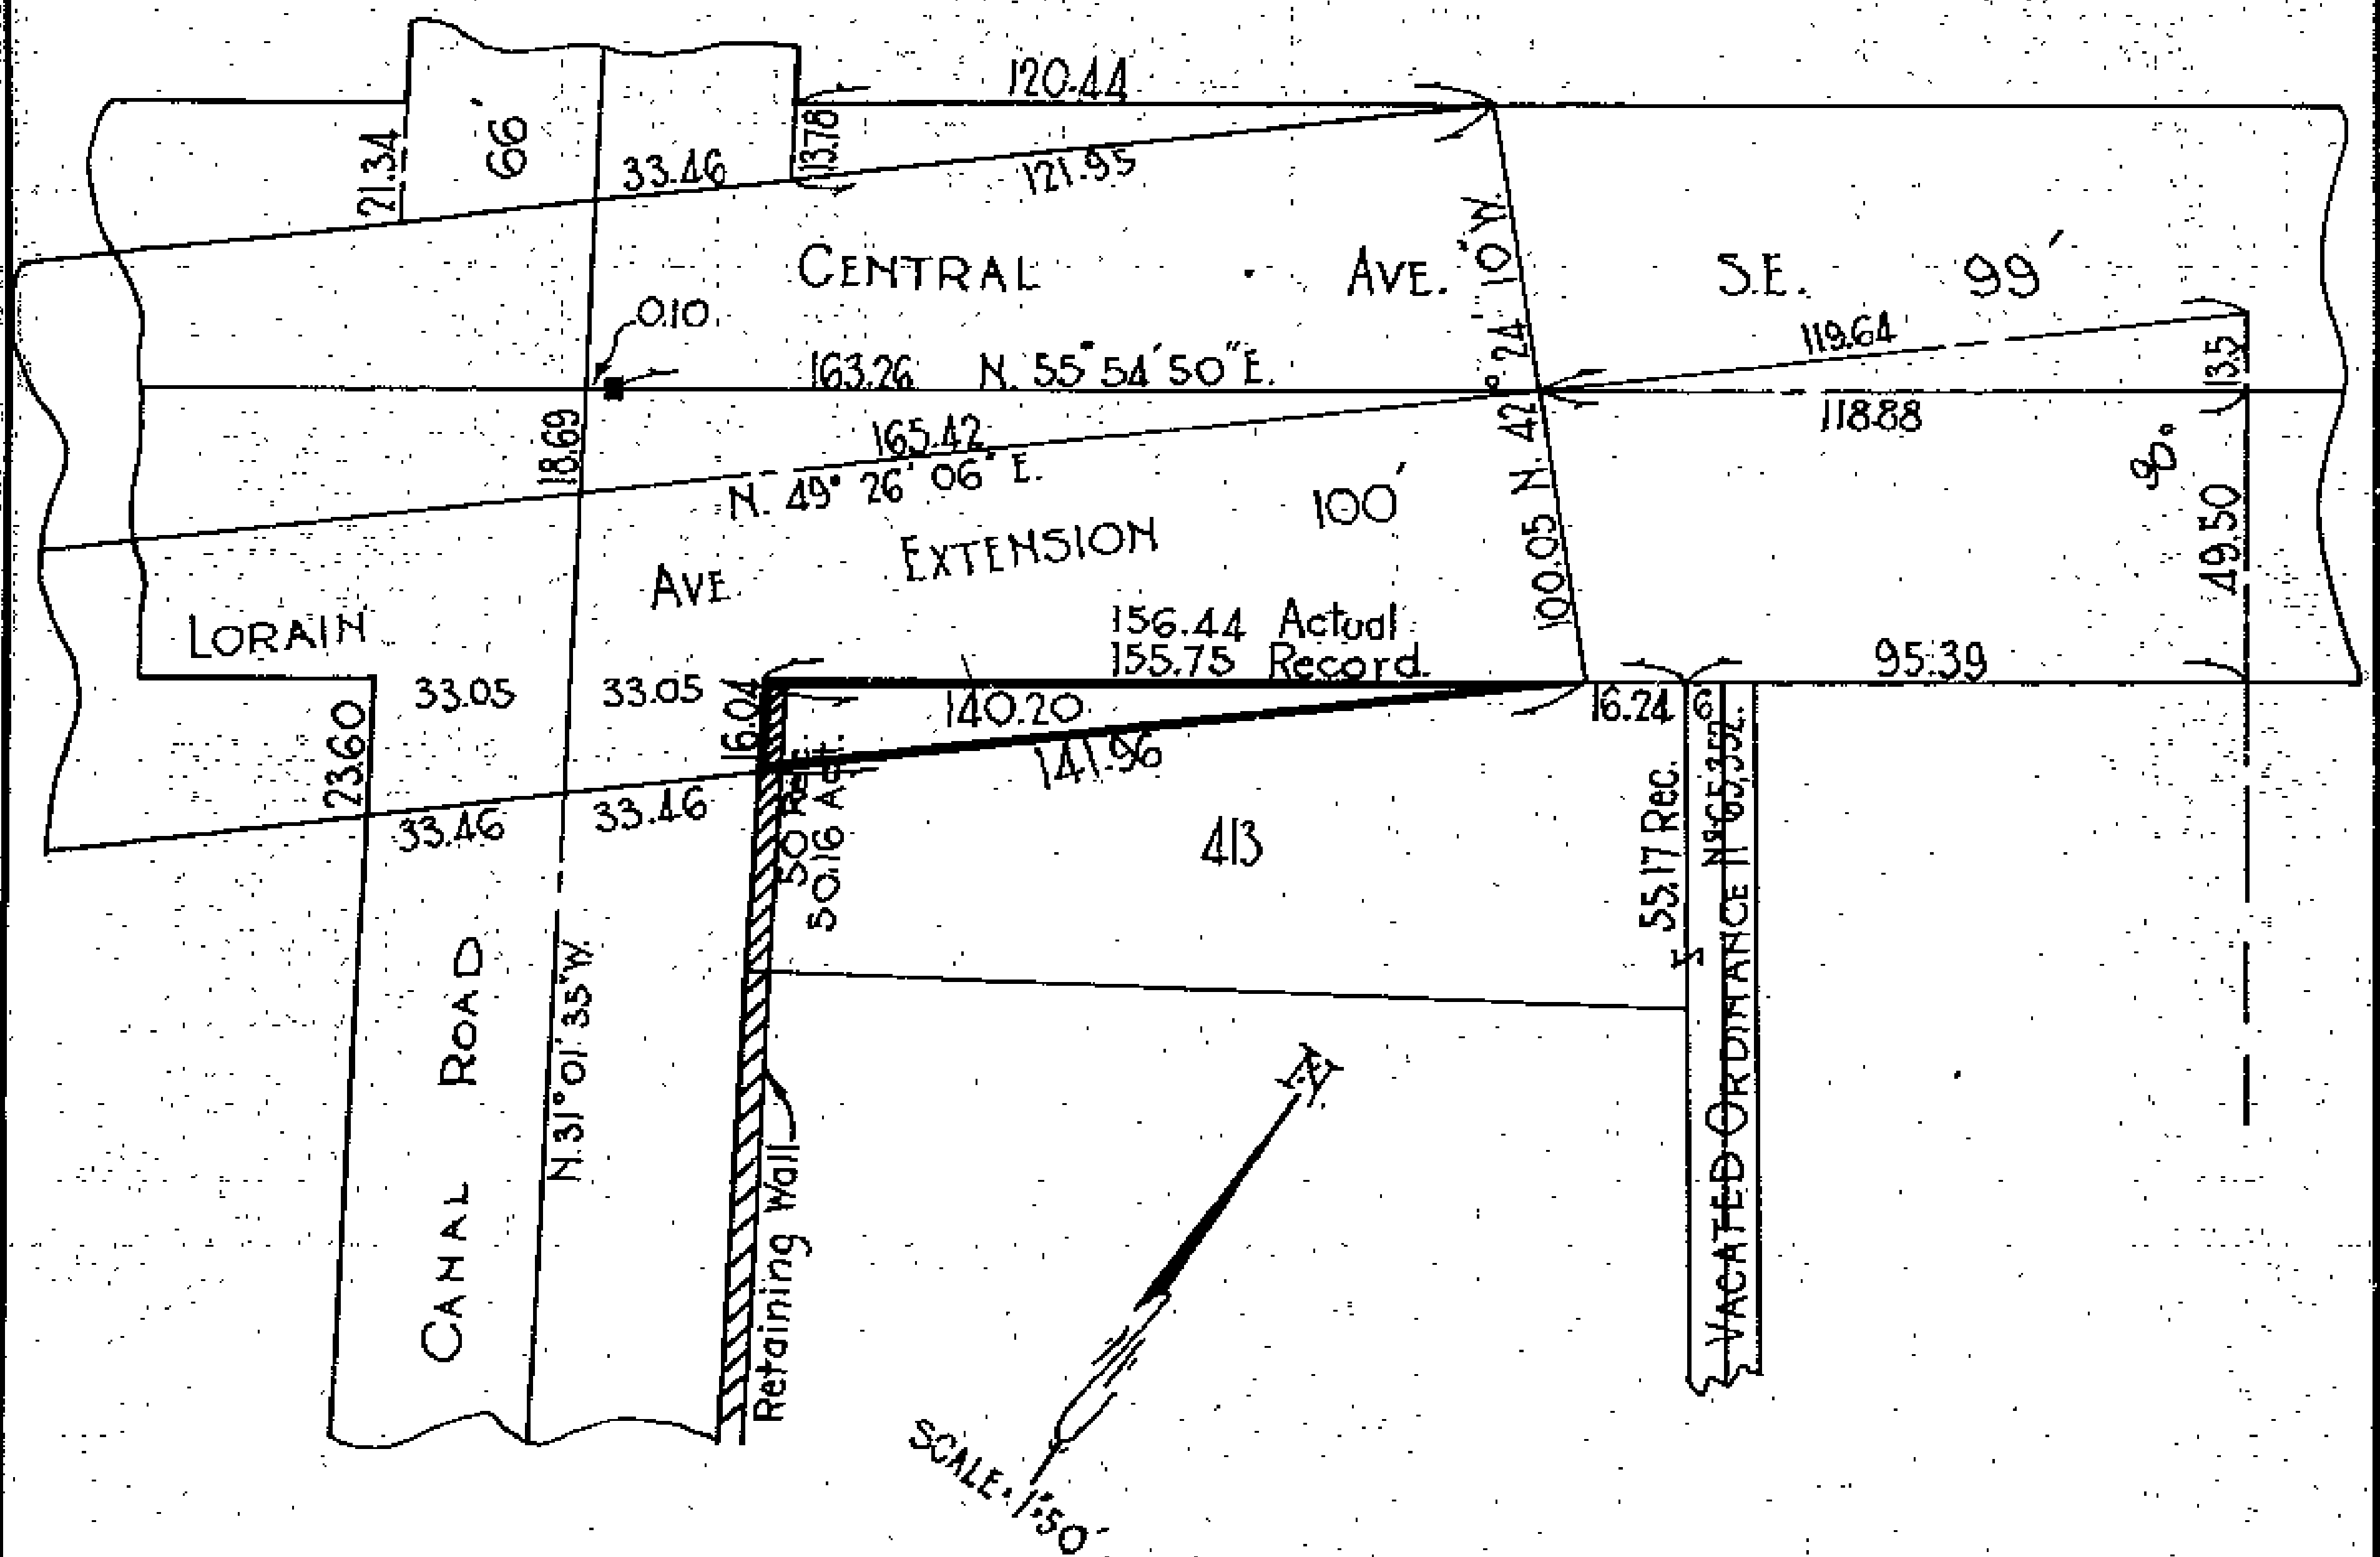 120.44
66'
21.34
33.46
13.78
121.95
CENTRAL AVE. S.E. 99'
0.10
163.26 N. 55° 54' 50" E.
119.64
13.5
118.88
18.69
165.42
N. 49° 26' 06" E.
100.05 N 42° 24' 10" W.
90°
49.50
LORAIN AVE. EXTENSION 100'
156.44 Actual
155.75 Record.
95.39
33.05
33.05
16.04
140.20
16.24
6
23.60
141.96
33.46
33.46
50 Rec.
50.16 Act.
413
55.17 Rec.
VACATED ORDINANCE
CANAL ROAD
N.31° 01' 35" W.
Retaining Wall
N.
SCALE: 1":50'